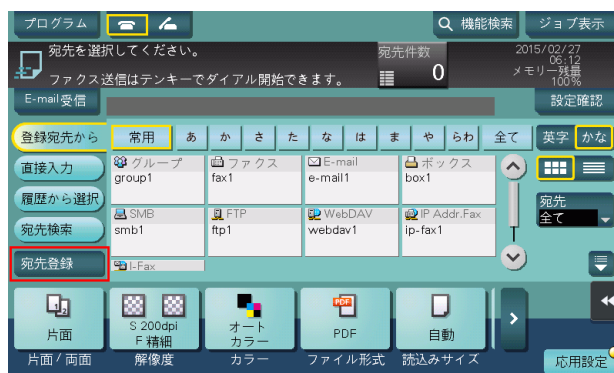 プログラム
機能検索
ジョブ表示
宛先を選択してください。
ファクス送信はテンキーでダイアル開始できます。
宛先件数
0
2015/02/27
06:12
メモリー残量
100%
E-mail受信
設定確認
登録宛先から
常用
あ
か
さ
た
な
は
ま
や
らわ
全て
英字
かな
直接入力
グループ
group1
ファクス
fax1
E-mail
e-mail1
ボックス
box1
履歴から選択
宛先
全て
宛先検索
SMB
smb1
FTP
ftp1
WebDAV
webdav1
IP Addr.Fax
ip-fax1
宛先登録
I-Fax
片面
片面/両面
S 200dpi
F 精細
解像度
オート
カラー
カラー
PDF
PDF
ファイル形式
自動
読込みサイズ
応用設定